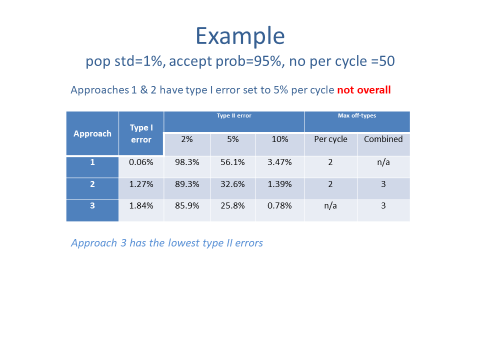 Example
pop std=1%, accept prob=95%, no per cycle =50
Approaches 1 & 2 have type I error set to 5% per cycle not overall
Approach Type I error Type II error Max off-types
2% 5% 10% Per cycle Combined
1 0.06% 98.3% 56.1% 3.47% 2 n/a
2 1.27% 89.3% 32.6% 1.39% 2 3
3 1.84% 85.9% 25.8% 0.78% n/a 3
Approach 3 has the lowest type II errors